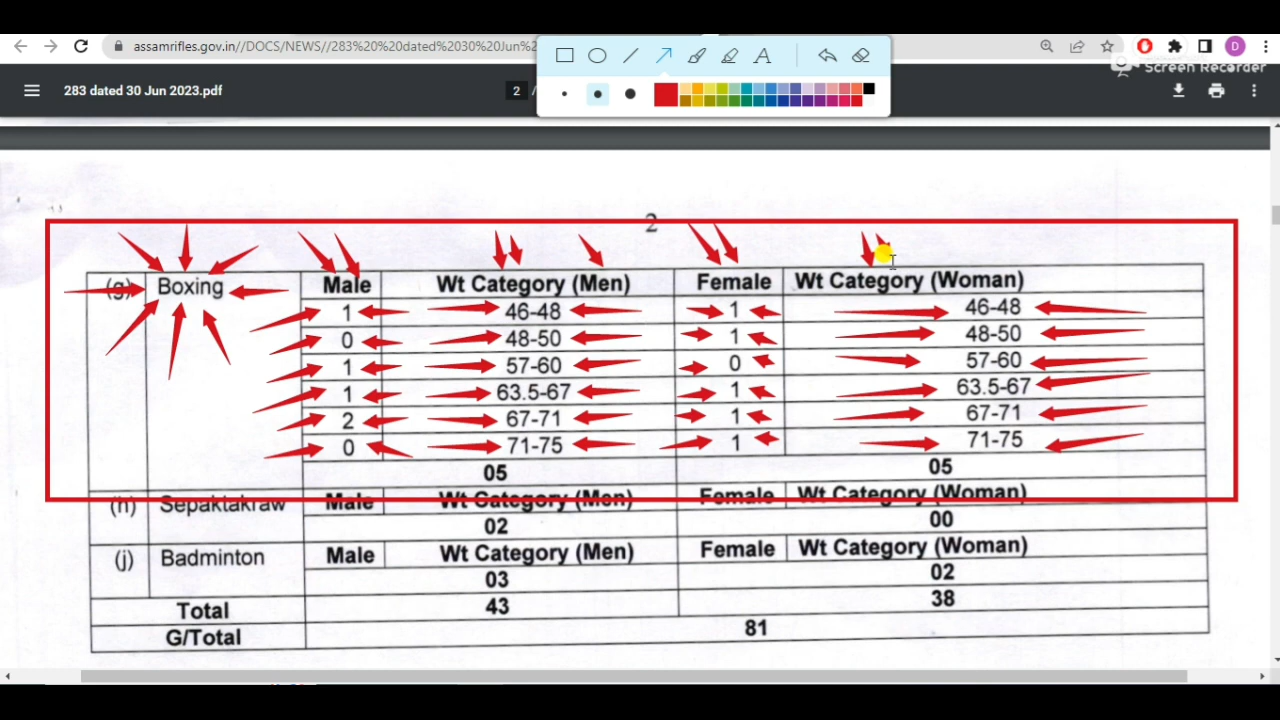 assamrifles.gov.in//DOCS/NEWS//283%20%20dated%2030%20Jun%2
A
D
Screen Recorder
283 dated 30 Jun 2023.pdf
2 /
2
(g) Boxing Male Wt Category (Men) Female Wt Category (Woman)
1 46-48 1 46-48
0 48-50 1 48-50
1 57-60 0 57-60
1 63.5-67 1 63.5-67
2 67-71 1 67-71
0 71-75 1 71-75
05 05
(h) Sepaktakraw Male Wt Category (Men) Female Wt Category (Woman)
02 00
(j) Badminton Male Wt Category (Men) Female Wt Category (Woman)
03 02
Total 43 38
G/Total 81